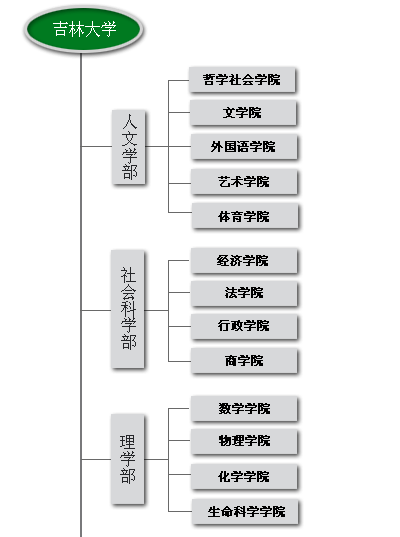 吉林大学
人文学部
哲学社会学院
文学院
外国语学院
艺术学院
体育学院
社会科学部
经济学院
法学院
行政学院
商学院
理学部
数学学院
物理学院
化学学院
生命科学学院